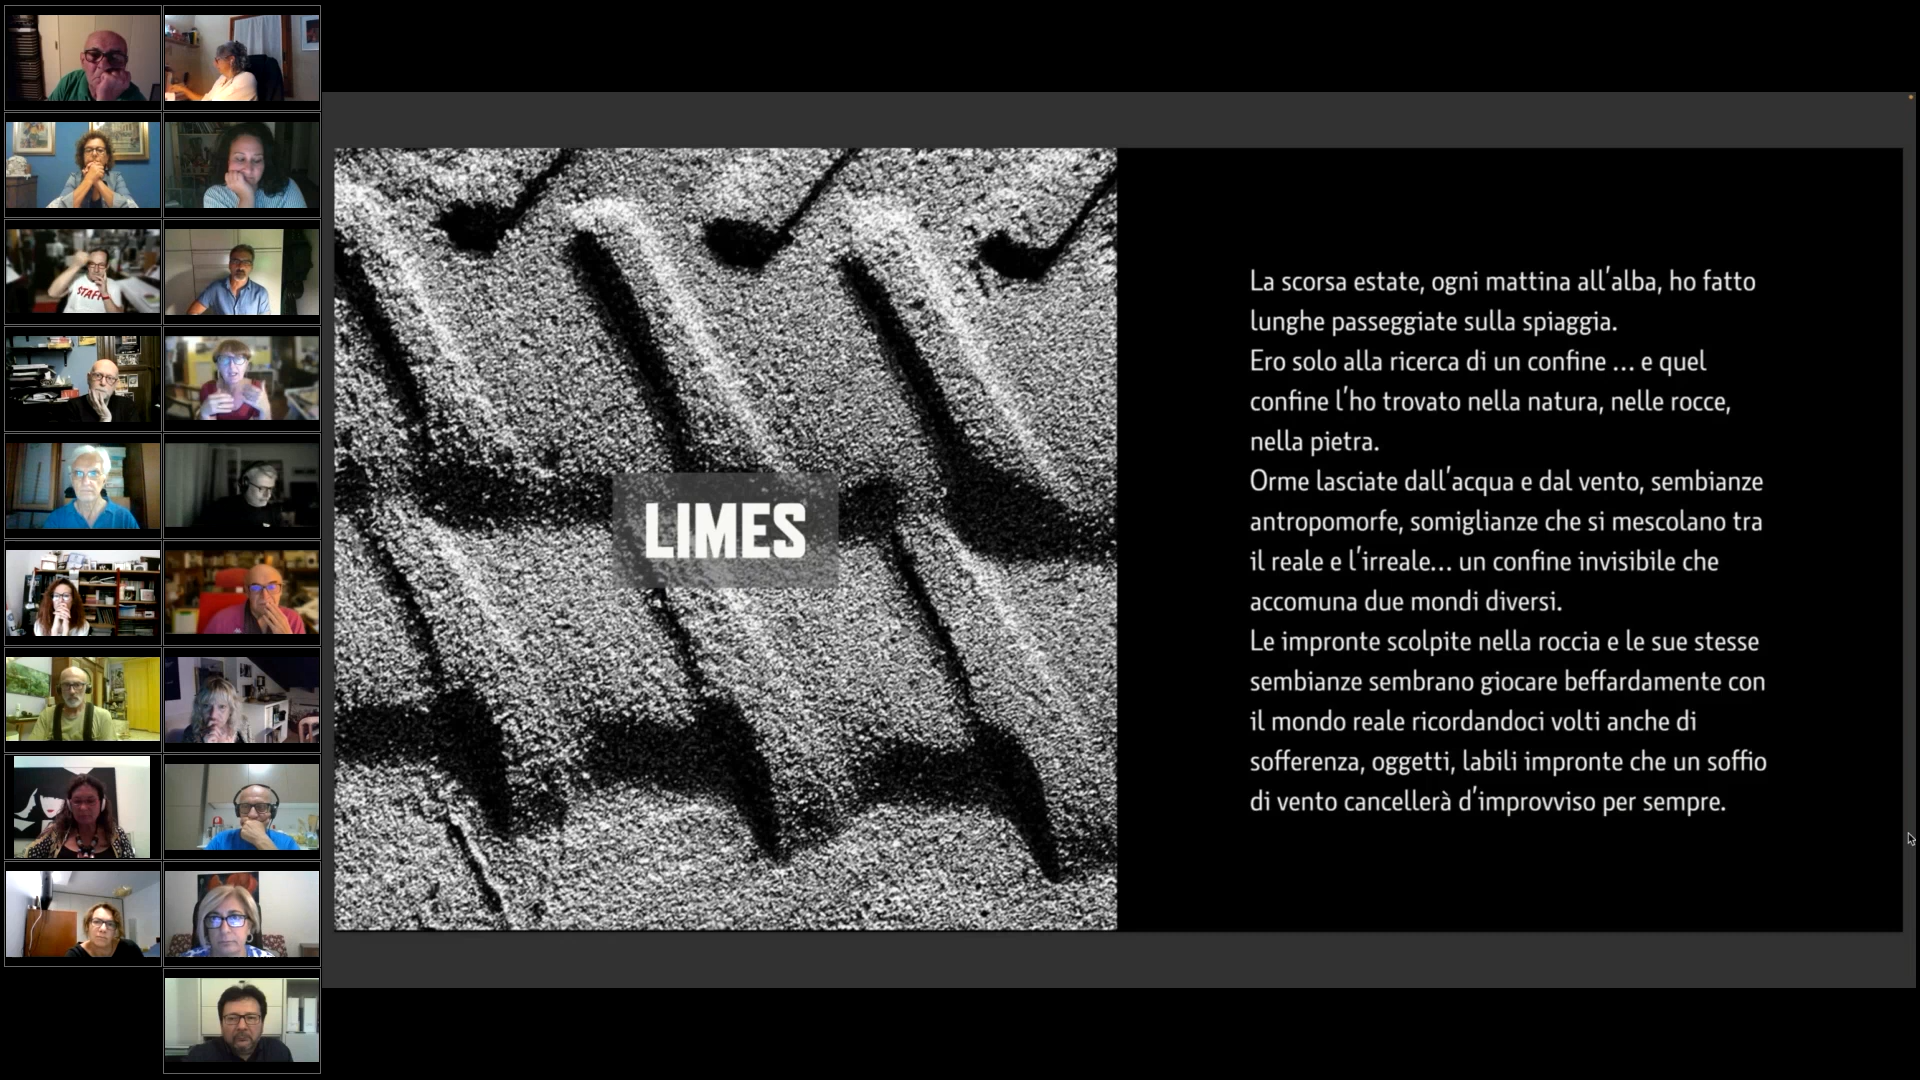 STAFF
LIMES
La scorsa estate, ogni mattina all'alba, ho fatto
lunghe passeggiate sulla spiaggia.
Ero solo alla ricerca di un confine ... e quel
confine l'ho trovato nella natura, nelle rocce,
nella pietra.
Orme lasciate dall'acqua e dal vento, sembianze
antropomorfe, somiglianze che si mescolano tra
il reale e l'irreale... un confine invisibile che
accomuna due mondi diversi.
Le impronte scolpite nella roccia e le sue stesse
sembianze sembrano giocare beffardamente con
il mondo reale ricordandoci volti anche di
sofferenza, oggetti, labili impronte che un soffio
di vento cancellerà d'improvviso per sempre.